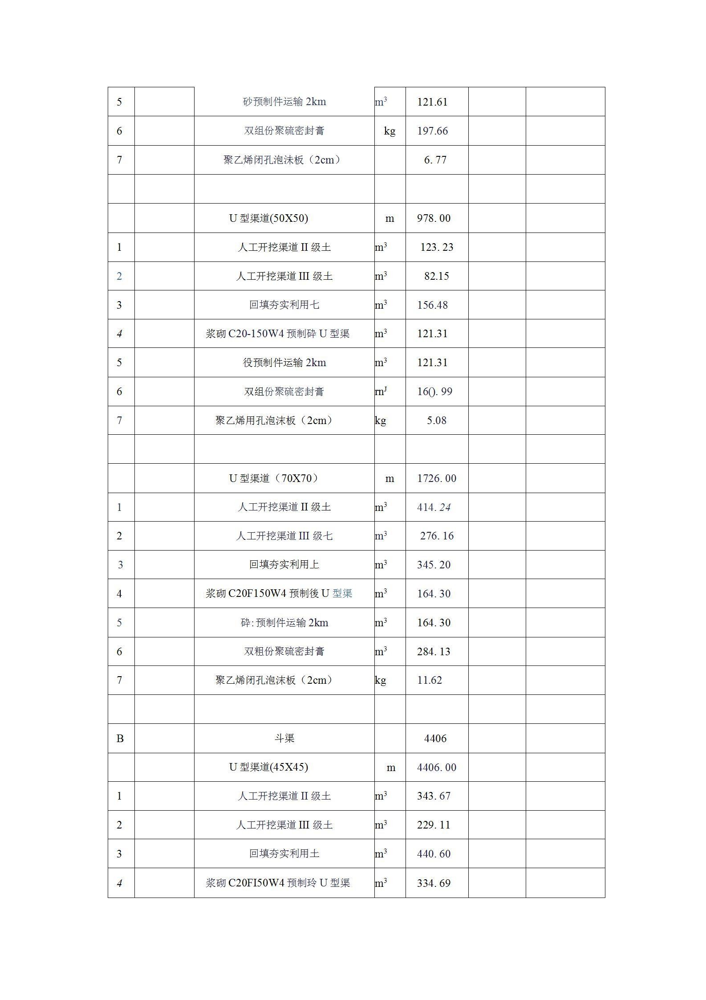 5 砂预制件运输 2km m³ 121.61
6 双组份聚硫密封膏 kg 197.66
7 聚乙烯闭孔泡沬板（2cm） 6. 77
U 型渠道(50X50) m 978. 00
1 人工开挖渠道 II 级土 m³ 123. 23
2 人工开挖渠道 III 级土 m³ 82.15
3 回填夯实利用七 m³ 156.48
4 浆砌 C20-150W4 预制砕 U 型渠 m³ 121.31
5 役预制件运输 2km m³ 121.31
6 双组份聚硫密封膏 rnJ 16(). 99
7 聚乙烯用孔泡沫板（2cm） kg 5.08
U 型渠道（70X70） m 1726. 00
1 人工开挖渠道 II 级土 m³ 414. 24
2 人工开挖渠道 III 级七 m³ 276. 16
3 回填夯实利用上 m³ 345. 20
4 浆砌 C20F150W4 预制後 U 型渠 m³ 164. 30
5 砕: 预制件运输 2km m³ 164. 30
6 双粗份聚硫密封膏 m³ 284. 13
7 聚乙烯闭孔泡沫板（2cm） kg 11.62
B 斗渠 4406
U 型渠道(45X45) m 4406. 00
1 人工开挖渠道 II 级土 m³ 343. 67
2 人工开挖渠道 III 级土 m³ 229. 11
3 回填夯实利用土 m³ 440. 60
4 浆砌 C20FI50W4 预制玲 U 型渠 m³ 334. 69